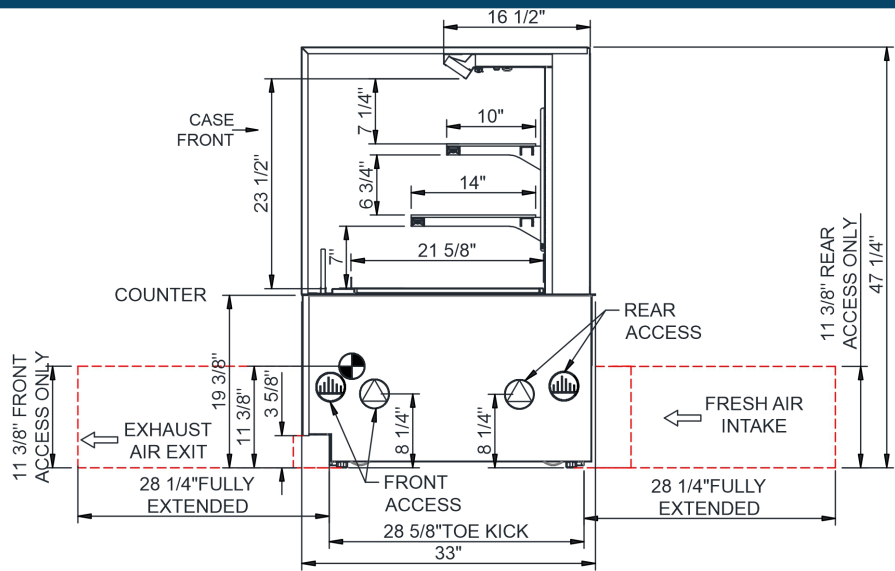 16 1/2"
CASE
FRONT
7 1/4"
10"
23 1/2"
6 3/4"
14"
7"
21 5/8"
11 3/8" REAR
ACCESS ONLY
47 1/4"
COUNTER
REAR
ACCESS
11 3/8" FRONT
ACCESS ONLY
19 3/8"
11 3/8"
3 5/8"
8 1/4"
8 1/4"
EXHAUST
AIR EXIT
FRESH AIR
INTAKE
FRONT
ACCESS
28 1/4"FULLY
EXTENDED
28 1/4"FULLY
EXTENDED
28 5/8"TOE KICK
33"